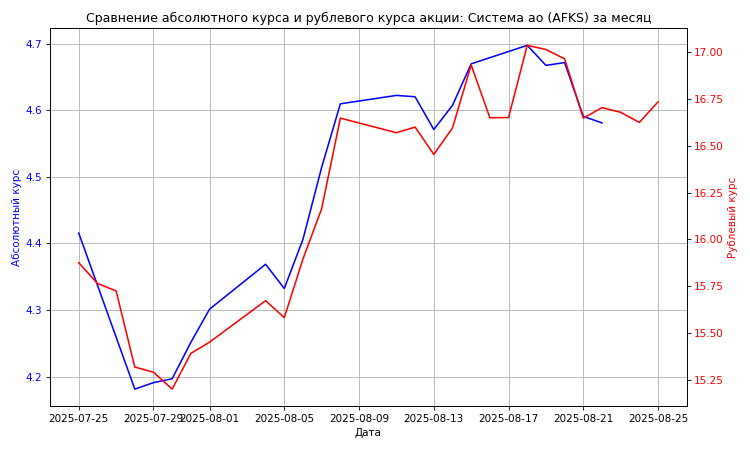 Сравнение абсолютного курса и рублевого курса акции: Система ао (AFKS) за месяц
4.7
4.6
4.5
4.4
4.3
4.2
Абсолютный курс
17.00
16.75
16.50
16.25
16.00
15.75
15.50
15.25
Рублевый курс
2025-07-25 2025-07-29 2025-08-01 2025-08-05 2025-08-09 2025-08-13 2025-08-17 2025-08-21 2025-08-25
Дата